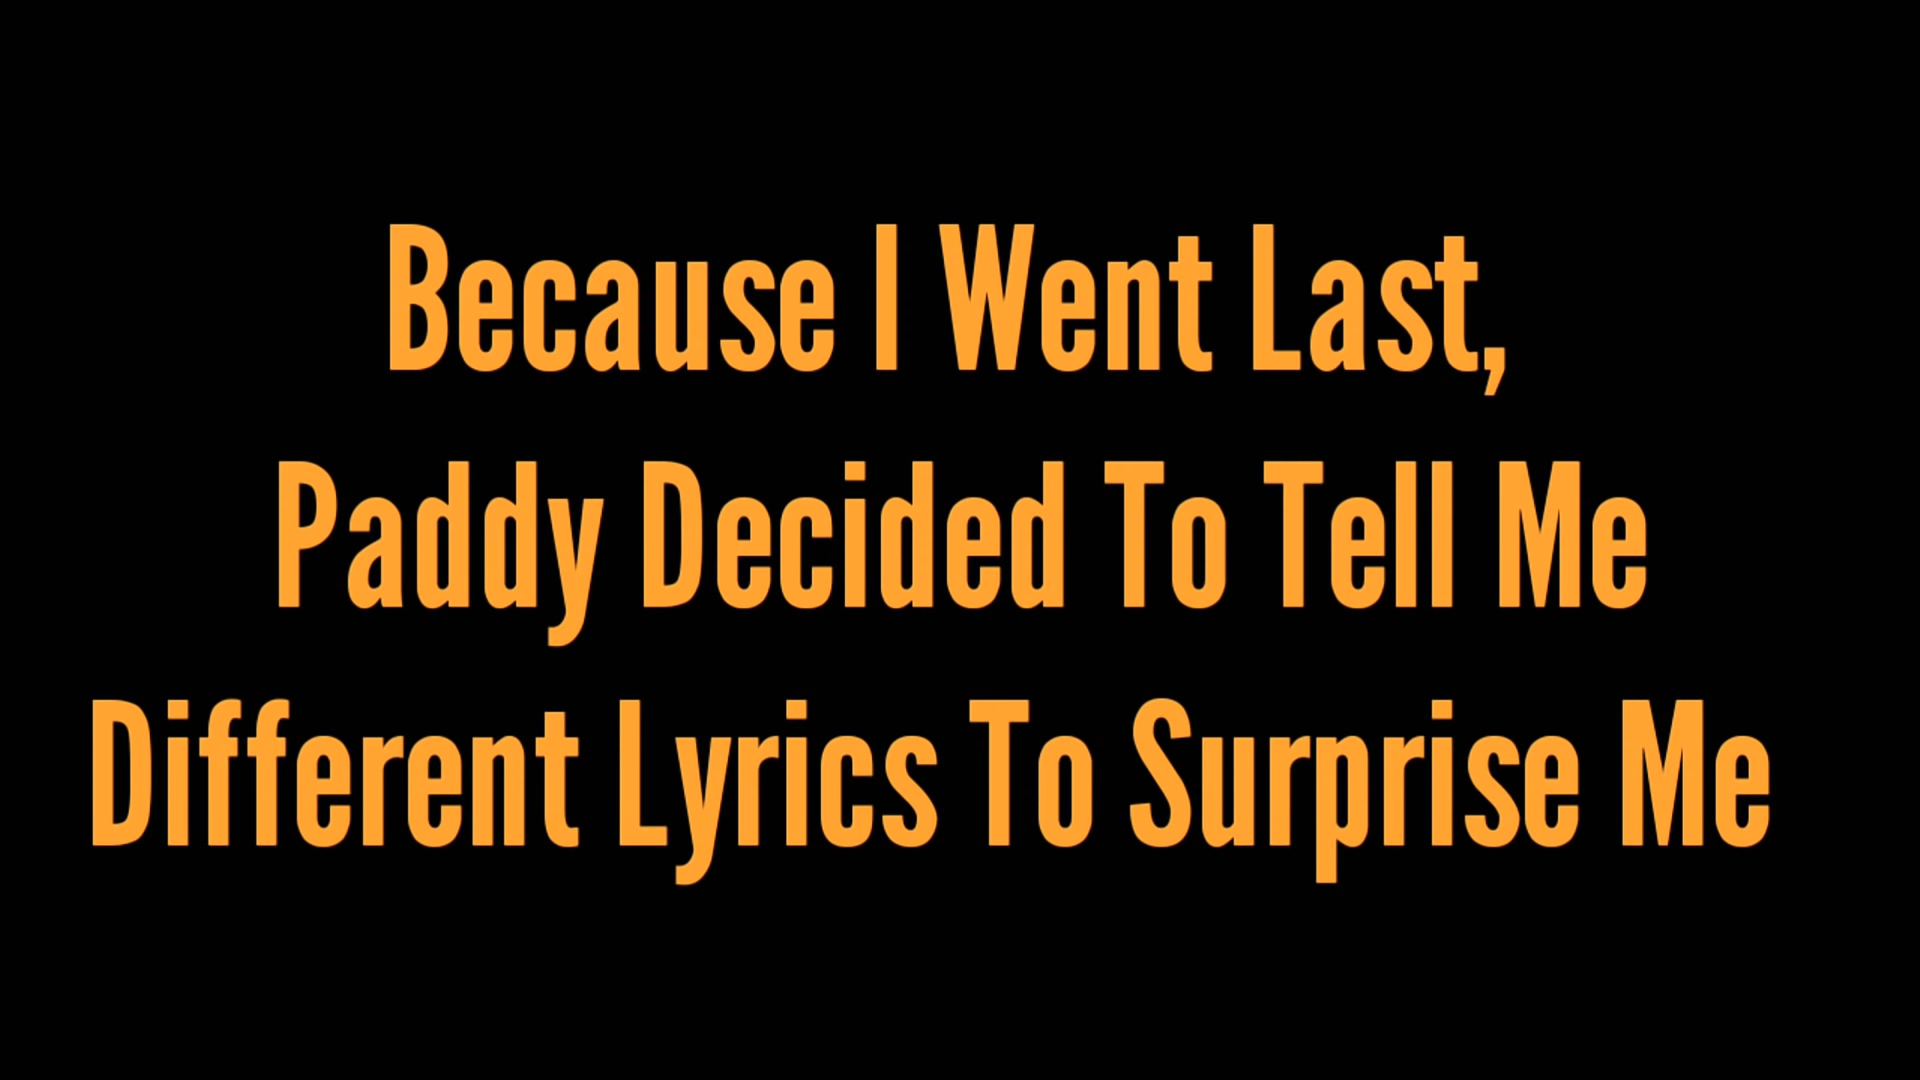 Because I Went Last,
Paddy Decided To Tell Me
Different Lyrics To Surprise Me